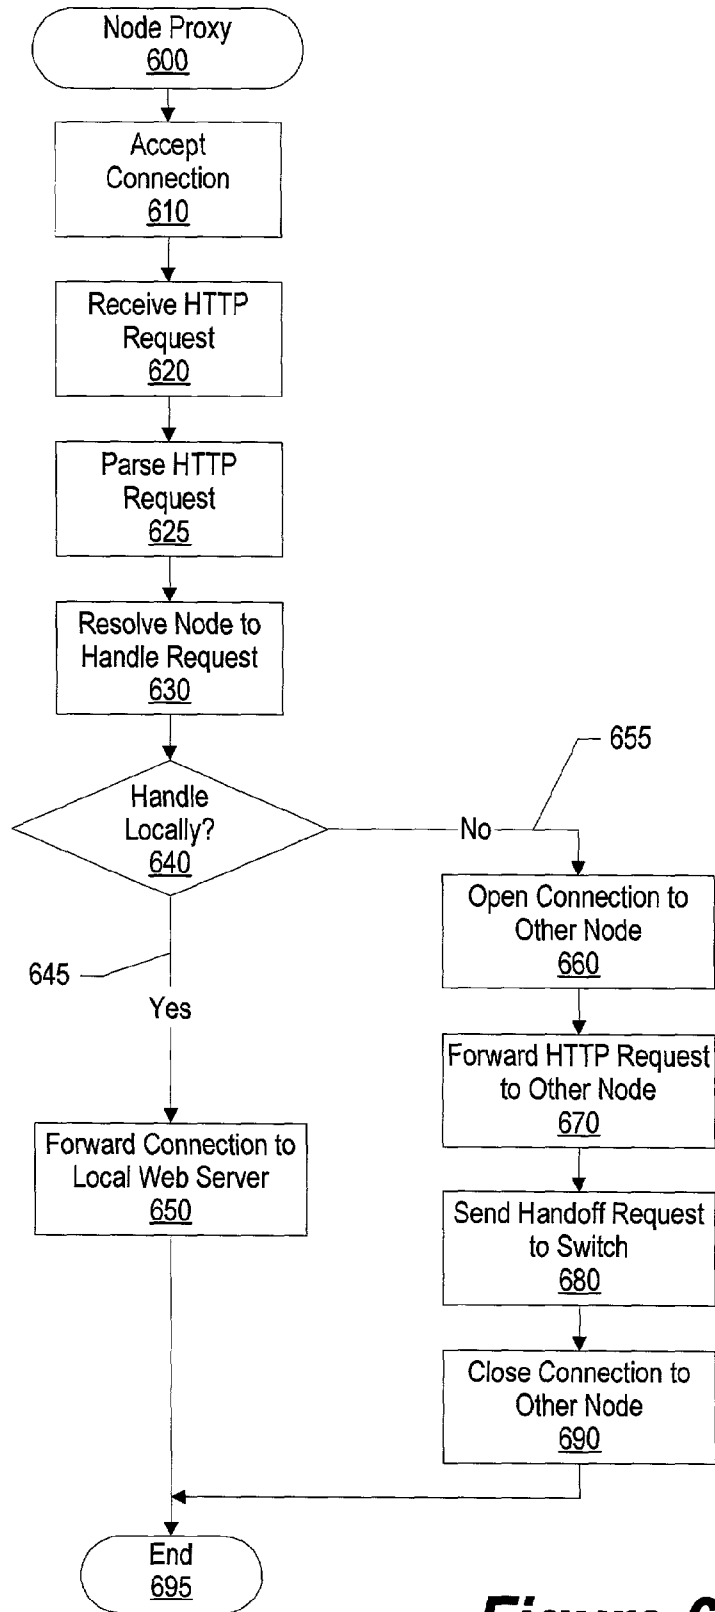 Node Proxy
600
Accept
Connection
610
Receive HTTP
Request
620
Parse HTTP
Request
625
Resolve Node to
Handle Request
630
655
Handle
Locally?
640
No
Open Connection to
Other Node
660
645
Yes
Forward HTTP Request
to Other Node
670
Forward Connection to
Local Web Server
650
Send Handoff Request
to Switch
680
Close Connection to
Other Node
690
End
695